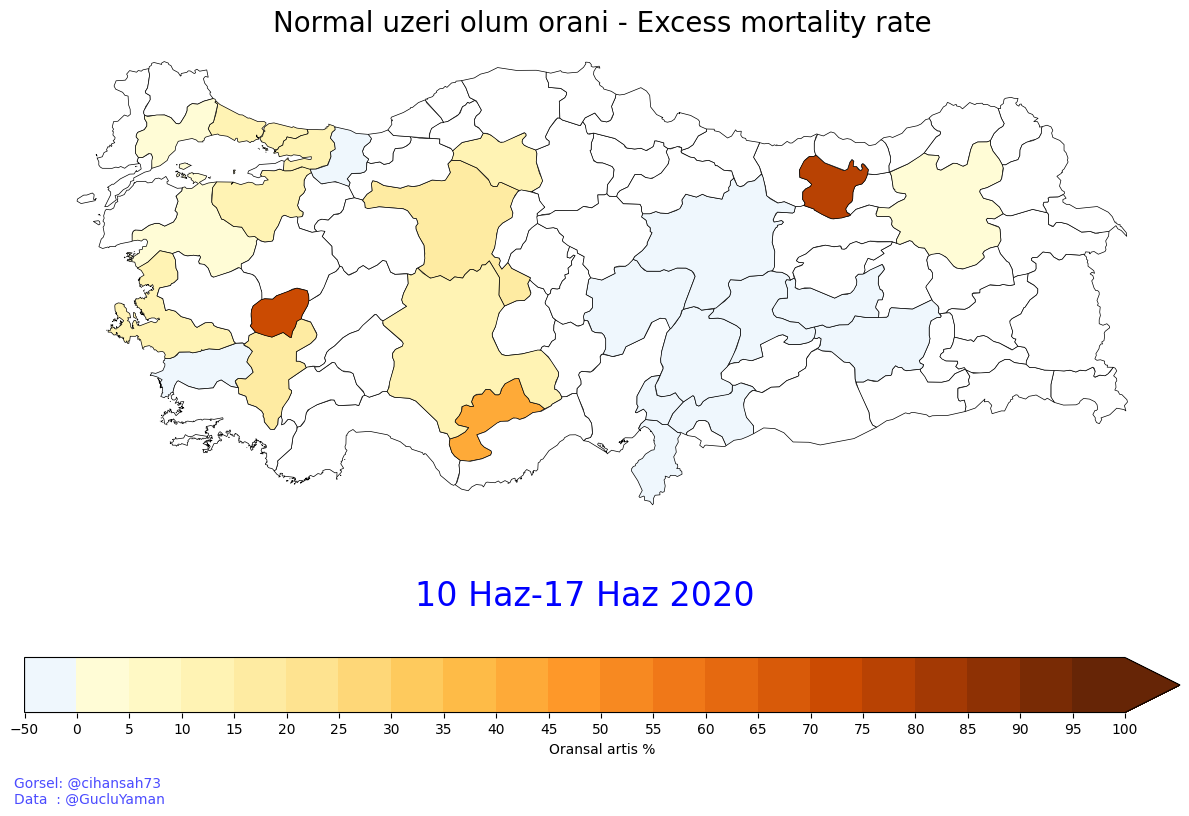 Normal uzeri olum orani - Excess mortality rate
10 Haz-17 Haz 2020
−50 0 5 10 15 20 25 30 35 40 45 50 55 60 65 70 75 80 85 90 95 100
Oransal artis %
Gorsel: @cihansah73
Data  : @GucluYaman